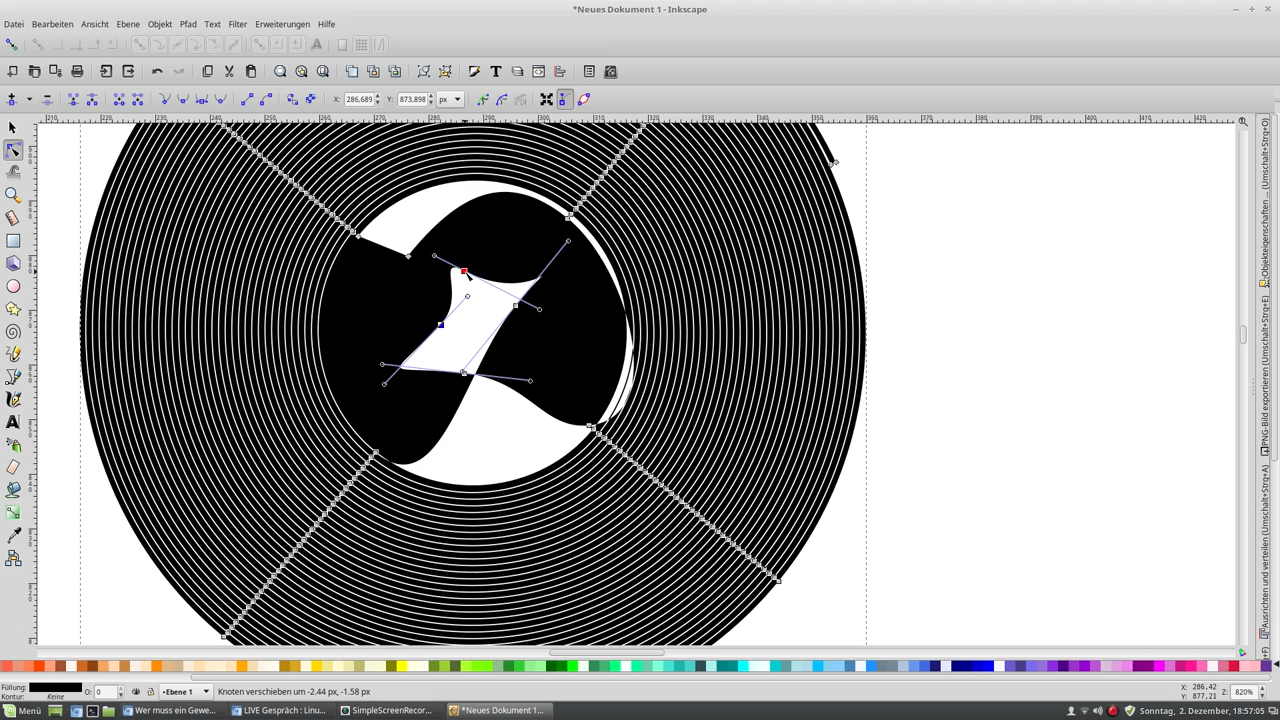 *Neues Dokument 1 - Inkscape
Datei Bearbeiten Ansicht Ebene Objekt Pfad Text Filter Erweiterungen Hilfe
X: 286,689 Y: 873,898 px
Objekteigenschaften (Umschalt+Strg+O)
PNG-Bild exportieren (Umschalt+Strg+E)
Ausrichten und verteilen (Umschalt+Strg+A)
Füllung: O: 0 •Ebene 1 Knoten verschieben um -2.44 px, -1.58 px X: 286,42 Z: 820%
Kontur: Keine Y: 877,21
Menü Wer muss ein Gewe... LIVE Gespräch : Linu... SimpleScreenRecor... *Neues Dokument 1... Sonntag, 2. Dezember, 18:57:05